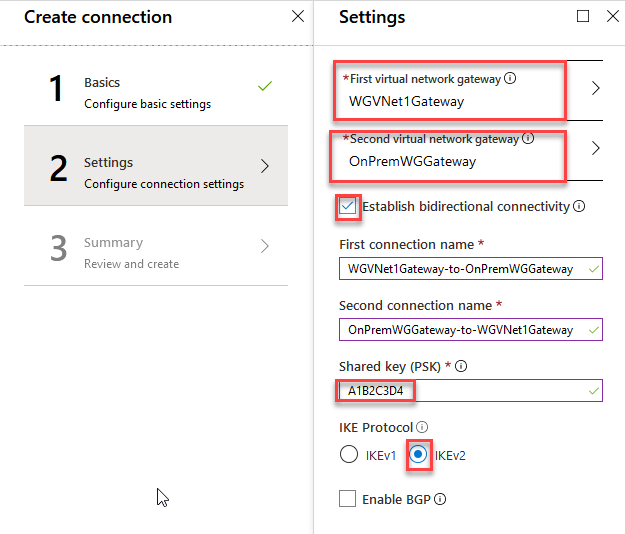 Create connection
1
Basics
Configure basic settings
2
Settings
Configure connection settings
3
Summary
Review and create
Settings
*First virtual network gateway
WGVNet1Gateway
*Second virtual network gateway
OnPremWGGateway
Establish bidirectional connectivity
First connection name *
WGVNet1Gateway-to-OnPremWGGateway
Second connection name *
OnPremWGGateway-to-WGVNet1Gateway
Shared key (PSK) *
A1B2C3D4
IKE Protocol
IKEv1 IKEv2
Enable BGP